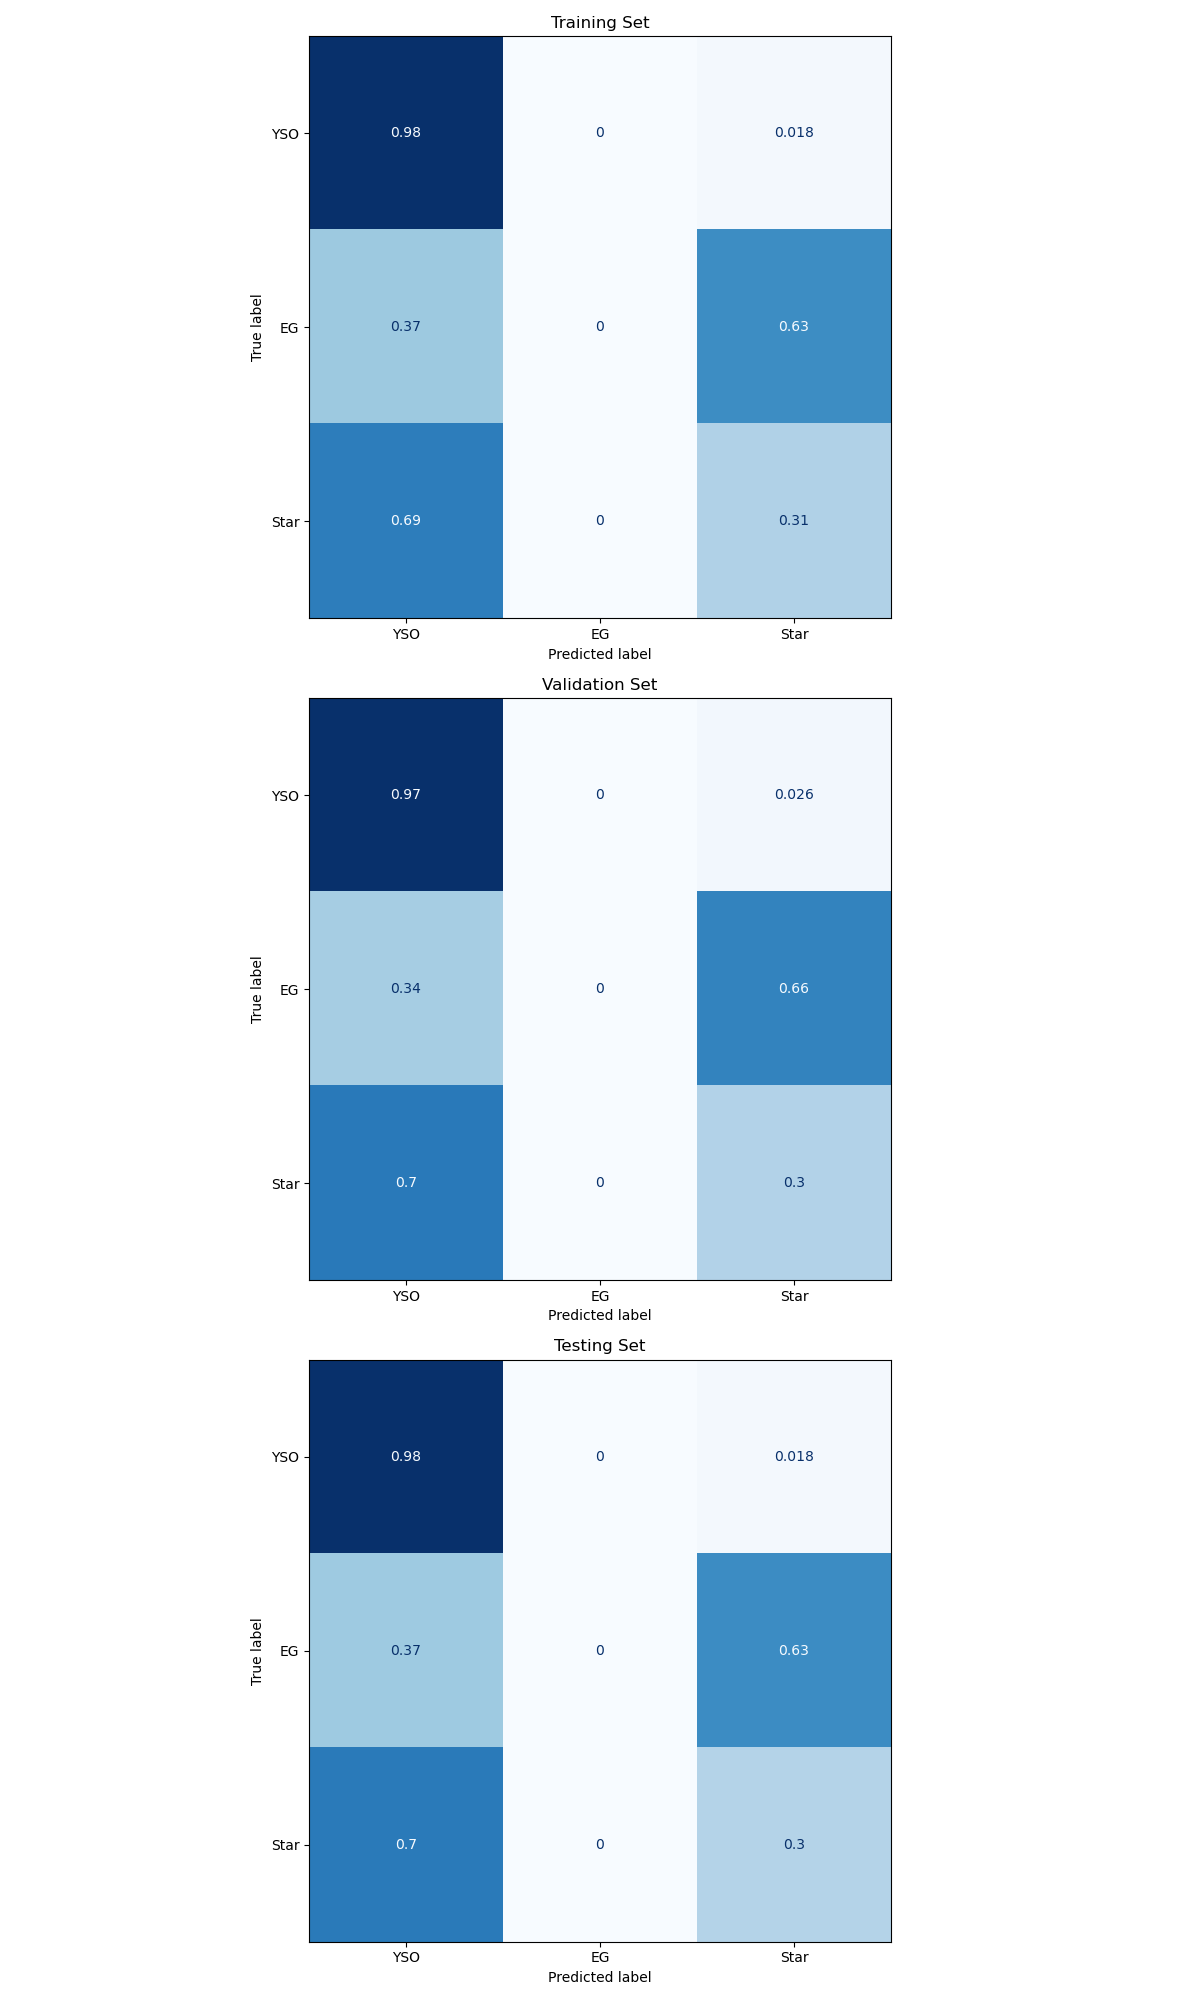 Training Set
YSO 0.98 0 0.018
True label
EG 0.37 0 0.63
Star 0.69 0 0.31
YSO EG Star
Predicted label
Validation Set
YSO 0.97 0 0.026
True label
EG 0.34 0 0.66
Star 0.7 0 0.3
YSO EG Star
Predicted label
Testing Set
YSO 0.98 0 0.018
True label
EG 0.37 0 0.63
Star 0.7 0 0.3
YSO EG Star
Predicted label